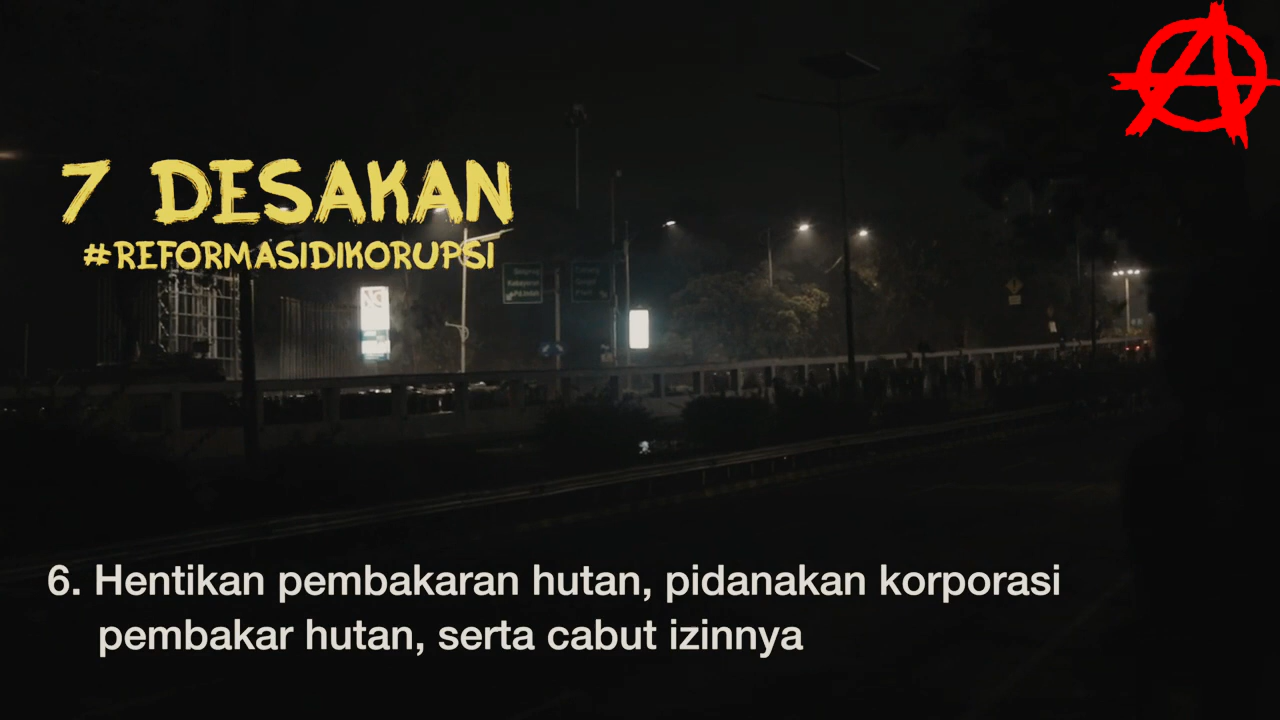 7 DESAKAN
#REFORMASIDIKORUPSI
6. Hentikan pembakaran hutan, pidanakan korporasi
pembakar hutan, serta cabut izinnya